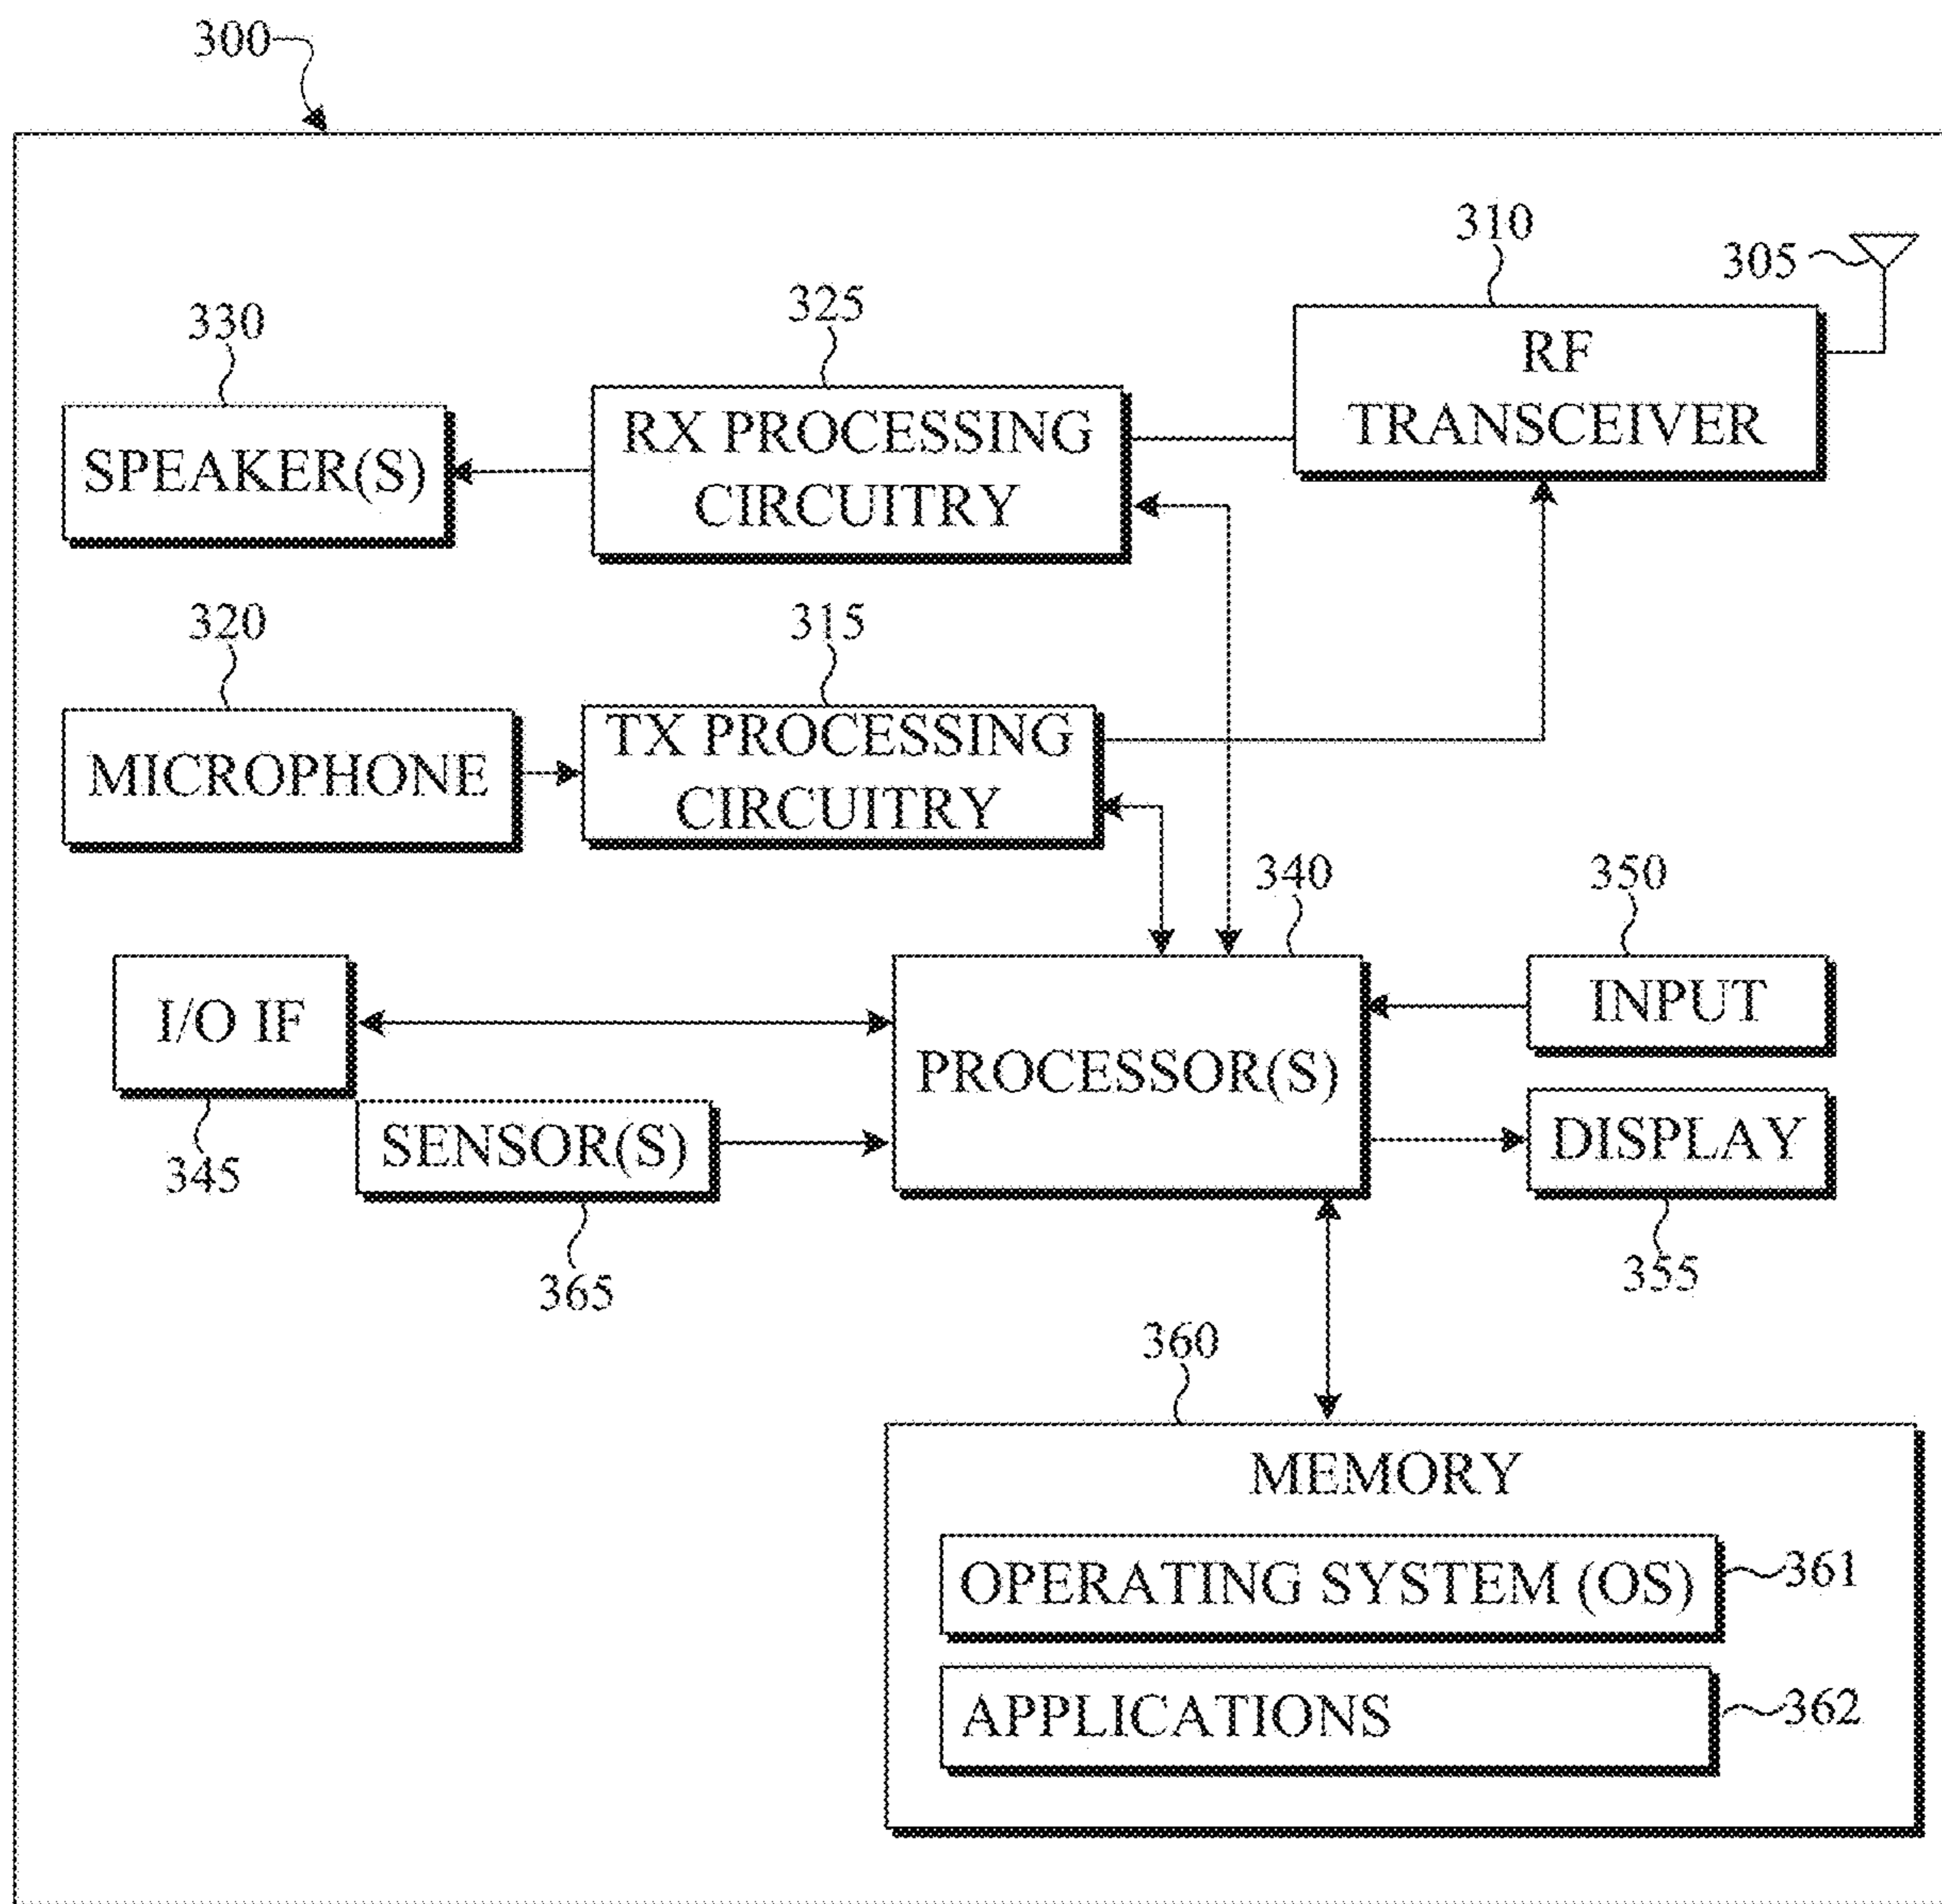 300
310
305
325
330
RF
TRANSCEIVER
RX PROCESSING
CIRCUITRY
SPEAKER(S)
320
315
MICROPHONE
TX PROCESSING
CIRCUITRY
340
350
I/O IF
INPUT
PROCESSOR(S)
SENSOR(S)
DISPLAY
345
365
355
360
MEMORY
OPERATING SYSTEM (OS)
361
APPLICATIONS
362